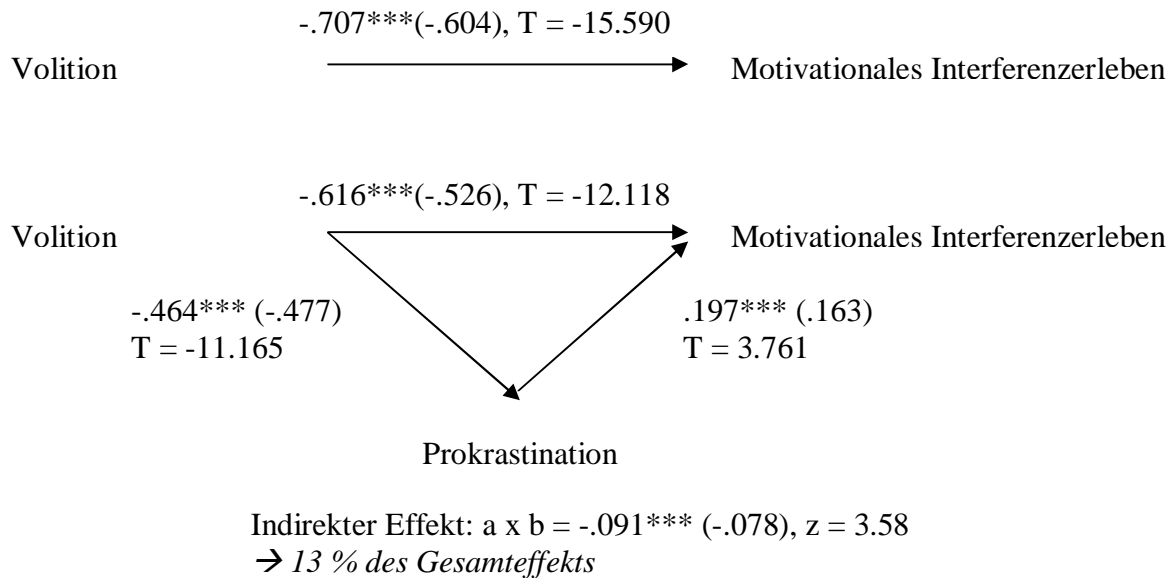 -.707***(-.604), T = -15.590
Volition Motivationales Interferenzerleben
-.616***(-.526), T = -12.118
Volition Motivationales Interferenzerleben
-.464*** (-.477) .197*** (.163)
T = -11.165 T = 3.761
Prokrastination
Indirekter Effekt: a x b = -.091*** (-.078), z = 3.58
→ 13 % des Gesamteffekts